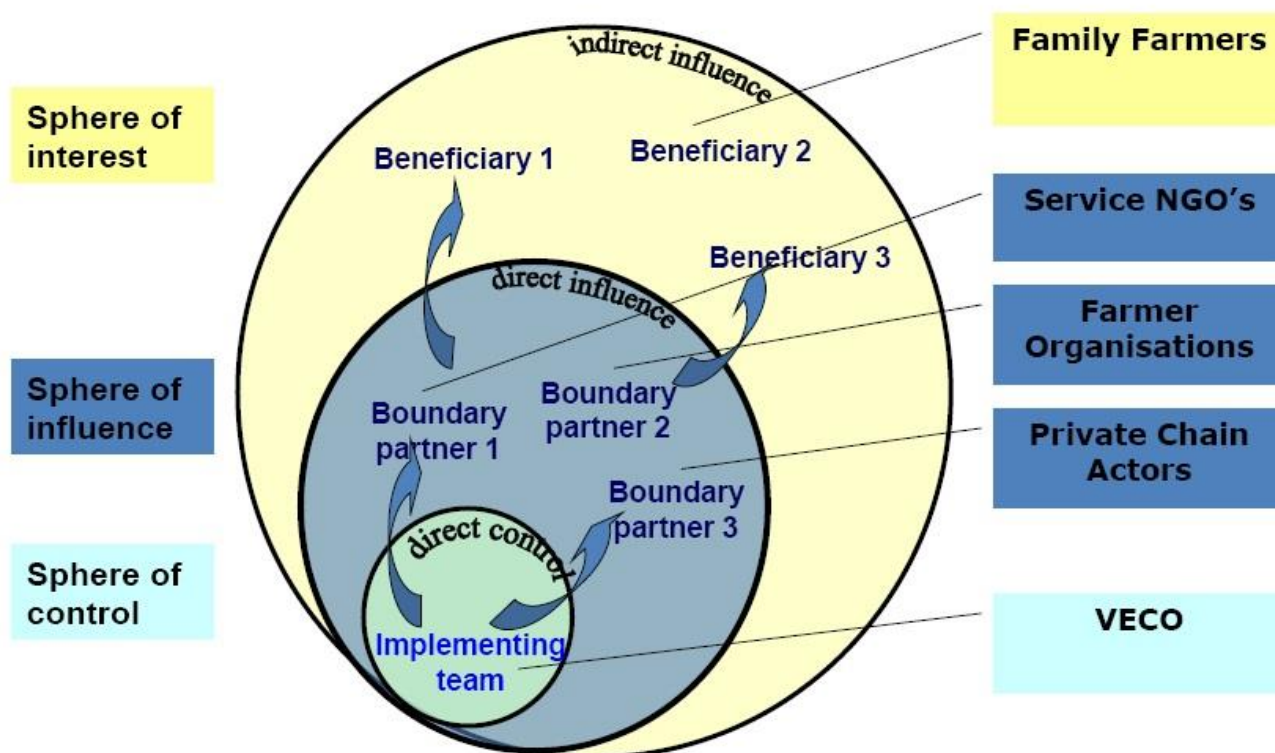 Sphere of
interest
Sphere of
influence
Sphere of
control
indirect influence
Beneficiary 1
Beneficiary 2
Beneficiary 3
direct influence
Boundary
partner 1
Boundary
partner 2
Boundary
partner 3
direct control
Implementing
team
Family Farmers
Service NGO's
Farmer
Organisations
Private Chain
Actors
VECO